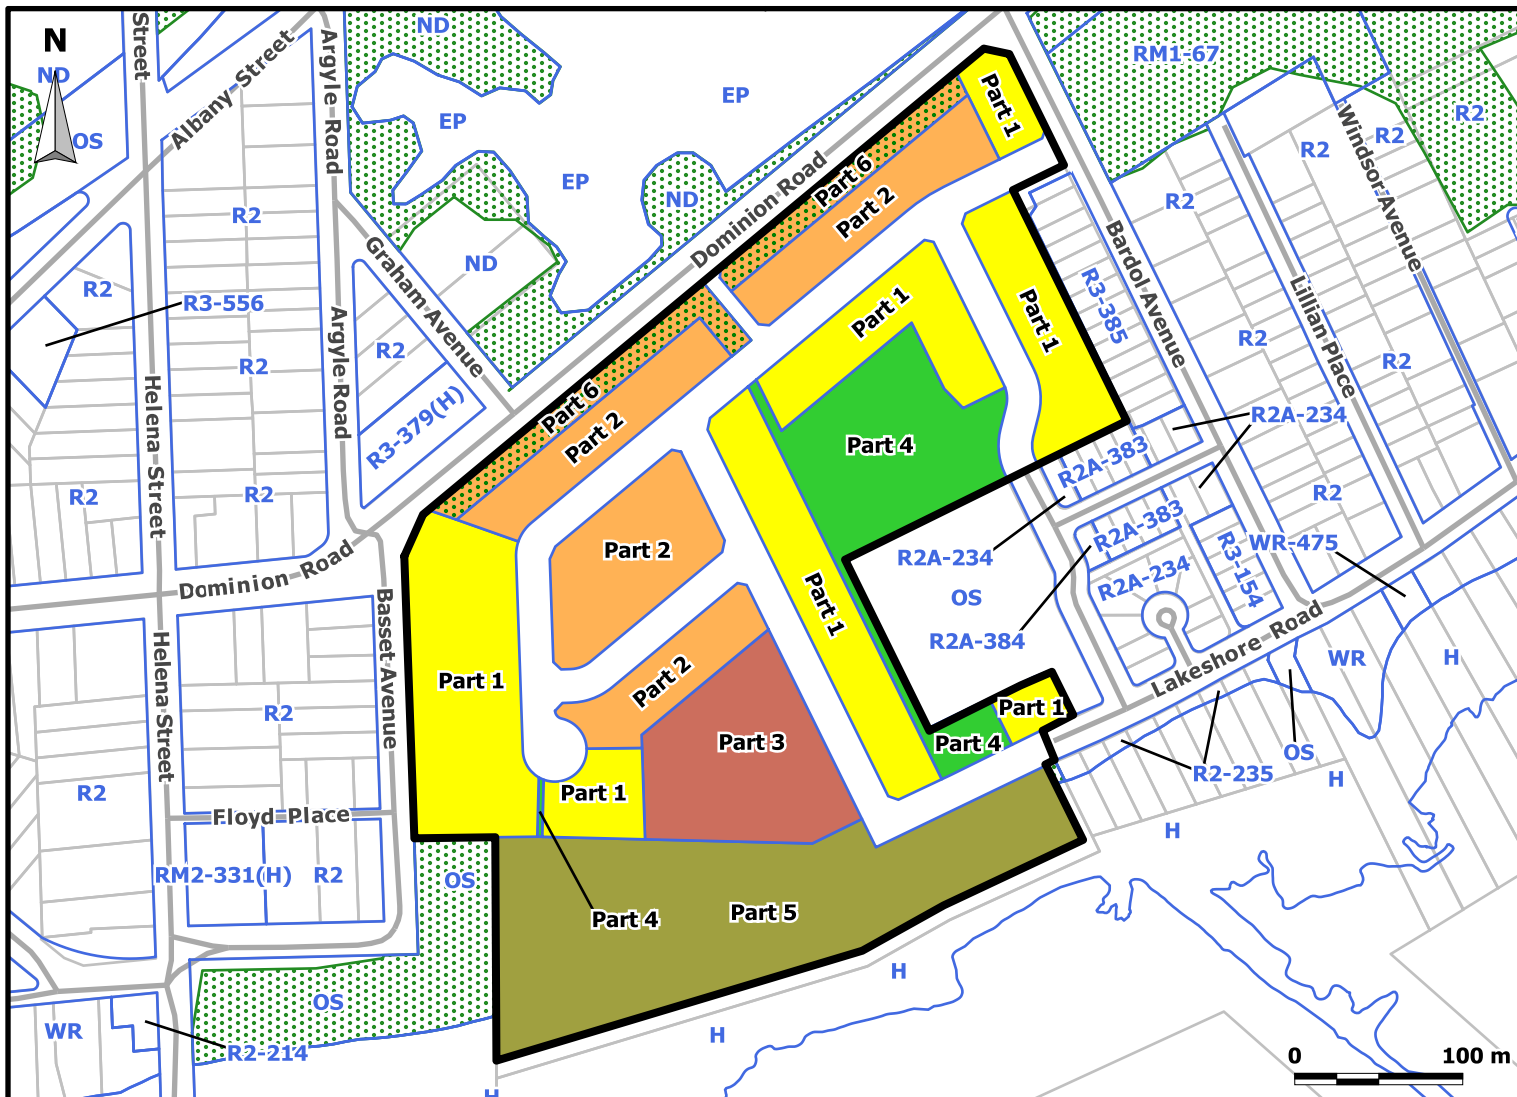 N
ND
OS
Street
Albany Street
Argyle Road
ND
EP
EP
EP
ND
ND
RM1-67
R2
R2
R2
Windsor Avenue
R2
R2
R2
R3-556
Graham Avenue
Dominion Road
Part 6
Part 2
Part 1
Bardol Avenue
R3-385
Lillian Place
R2
R2
R2
R2
Argyle Road
R3-379(H)
Part 6
Part 2
Part 1
Part 1
Part 4
R2A-234
R2A-383
Helena Street
R2
R2
R2
Dominion Road
Part 2
Part 1
R2A-234
OS
R2A-384
R2A-383
R2A-234
R3-154
WR-475
Lakeshore Road
WR
H
Helena Street
Basset Avenue
R2
Part 1
Part 2
Part 3
Part 1
Part 4
R2-235
OS
H
H
R2
Floyd Place
Part 1
RM2-331(H)
R2
OS
Part 4
Part 5
H
H
H
OS
WR
R2-214
0
100 m